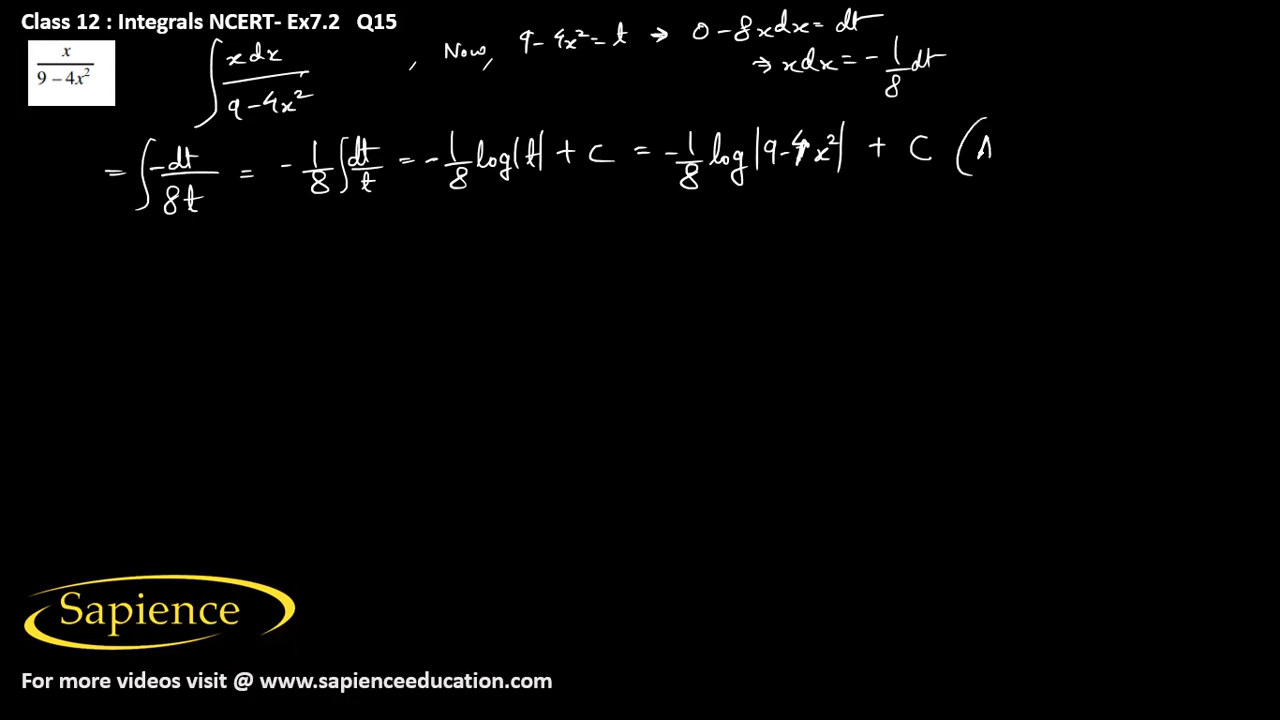 Class 12 : Integrals NCERT- Ex7.2 Q15
x / (9 – 4x²)
∫ x dx / (9 – 4x²) , Now, 9 – 4x² = t → 0 – 8x dx = dt
⇒ x dx = – 1/8 dt
= ∫ –dt / 8t = – 1/8 ∫ dt/t = – 1/8 log|t| + C = – 1/8 log|9 – 4x²| + C (A
Sapience
For more videos visit @ www.sapienceeducation.com